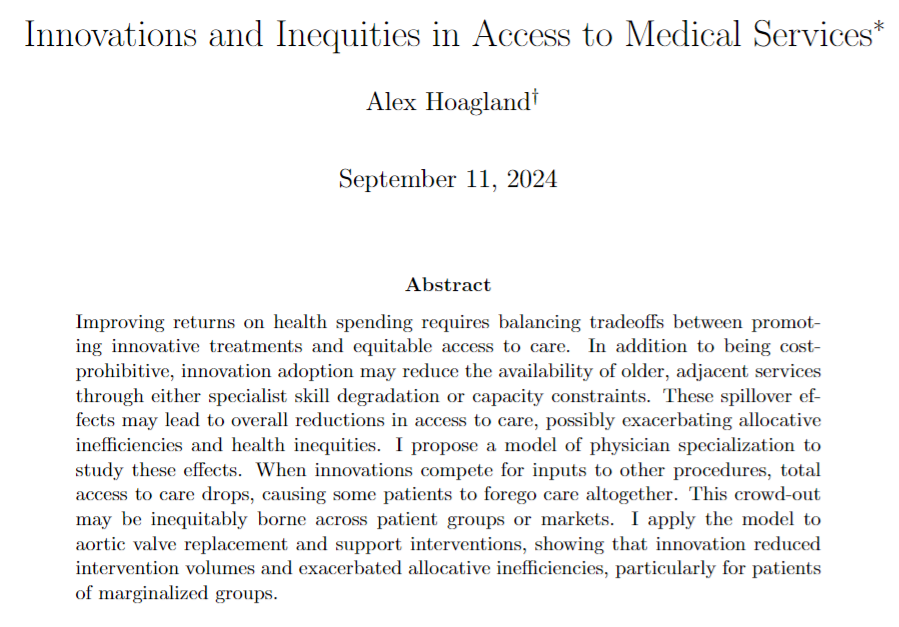 Innovations and Inequities in Access to Medical Services*
Alex Hoagland†
September 11, 2024
Abstract
Improving returns on health spending requires balancing tradeoffs between promot-
ing innovative treatments and equitable access to care. In addition to being cost-
prohibitive, innovation adoption may reduce the availability of older, adjacent services
through either specialist skill degradation or capacity constraints. These spillover ef-
fects may lead to overall reductions in access to care, possibly exacerbating allocative
inefficiencies and health inequities. I propose a model of physician specialization to
study these effects. When innovations compete for inputs to other procedures, total
access to care drops, causing some patients to forego care altogether. This crowd-out
may be inequitably borne across patient groups or markets. I apply the model to
aortic valve replacement and support interventions, showing that innovation reduced
intervention volumes and exacerbated allocative inefficiencies, particularly for patients
of marginalized groups.